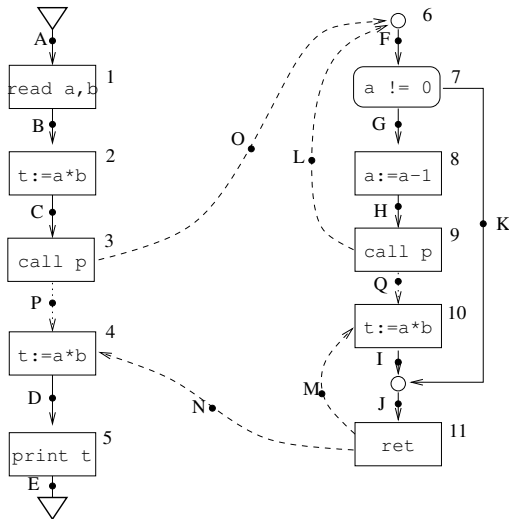 A
read a,b
1
B
t:=a*b
2
C
call p
3
P
t:=a*b
4
D
print t
5
E
O
L
N
M
6
F
a != 0
7
G
a:=a-1
8
H
K
call p
9
Q
t:=a*b
10
I
J
ret
11